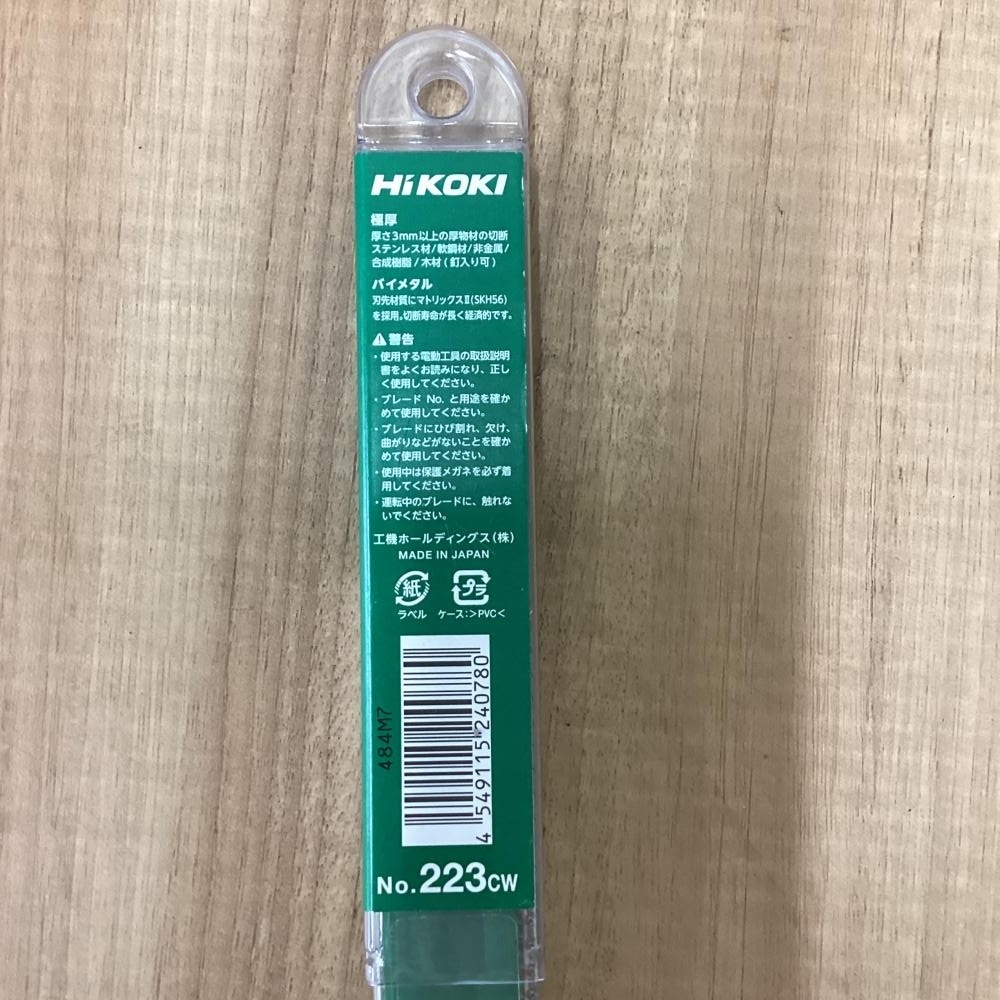 HiKOKI
極厚
厚さ3mm以上の厚物材の切断
ステンレス材/軟鋼材/非金属/
合成樹脂/木材(釘入り可)
バイメタル
刃先材質にマトリックスⅡ(SKH56)
を採用。切断寿命が長く経済的です。
⚠警告
・使用する電動工具の取扱説明
書をよくお読みになり、正し
く使用してください。
・ブレード No. と用途を確か
めて使用してください。
・ブレードにひび割れ、欠け、
曲がりなどがないことを確か
めて使用してください。
・使用中は保護メガネを必ず着
用してください。
・運転中のブレードに、触れな
いでください。
工機ホールディングス(株)
MADE IN JAPAN
紙 プラ
ラベル ケース:>PVC<
484M7
4 549115 240780
No. 223CW